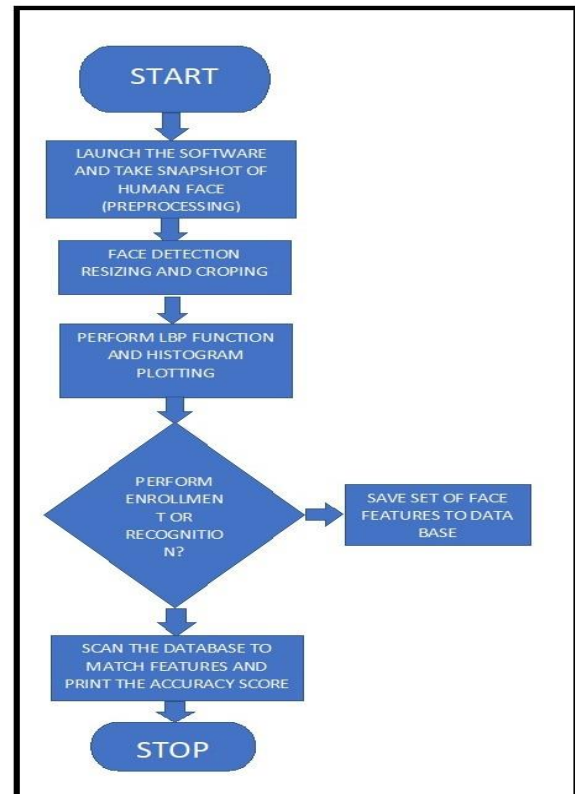 START
LAUNCH THE SOFTWARE
AND TAKE SNAPSHOT OF
HUMAN FACE
(PREPROCESSING)
FACE DETECTION
RESIZING AND CROPING
PERFORM LBP FUNCTION
AND HISTOGRAM
PLOTTING
PERFORM
ENROLLMEN
T OR
RECOGNITIO
N?
SAVE SET OF FACE
FEATURES TO DATA
BASE
SCAN THE DATABASE TO
MATCH FEATURES AND
PRINT THE ACCURACY SCORE
STOP